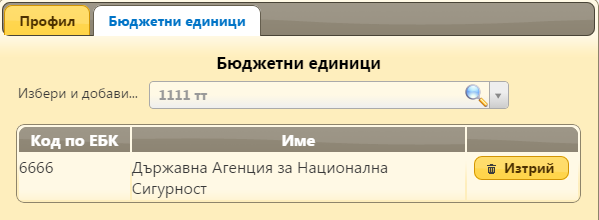 Профил Бюджетни единици
Бюджетни единици
Избери и добави... 1111 тт
Код по ЕБК Име
6666 Държавна Агенция за Национална Изтрий
Сигурност